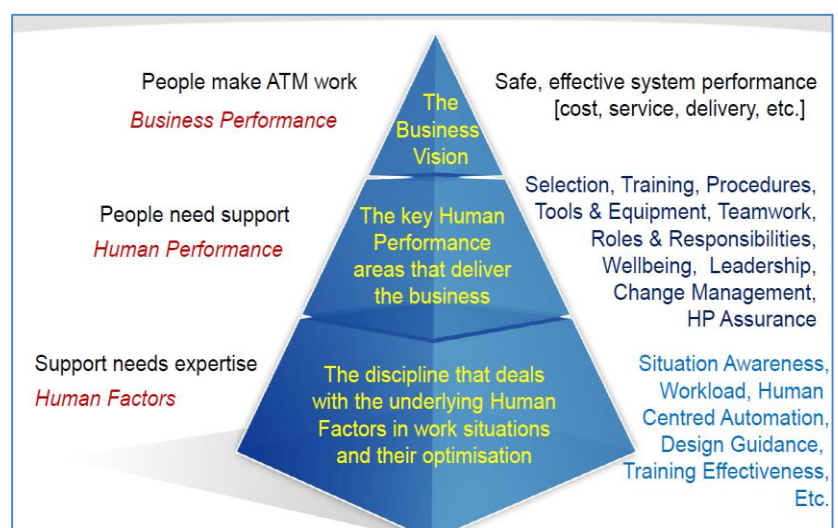 People make ATM work
Business Performance
The
Business
Vision
Safe, effective system performance
[cost, service, delivery, etc.]
People need support
Human Performance
The key Human
Performance
areas that deliver
the business
Selection, Training, Procedures,
Tools & Equipment, Teamwork,
Roles & Responsibilities,
Wellbeing, Leadership,
Change Management,
HP Assurance
Support needs expertise
Human Factors
The discipline that deals
with the underlying Human
Factors in work situations
and their optimisation
Situation Awareness,
Workload, Human
Centred Automation,
Design Guidance,
Training Effectiveness,
Etc.